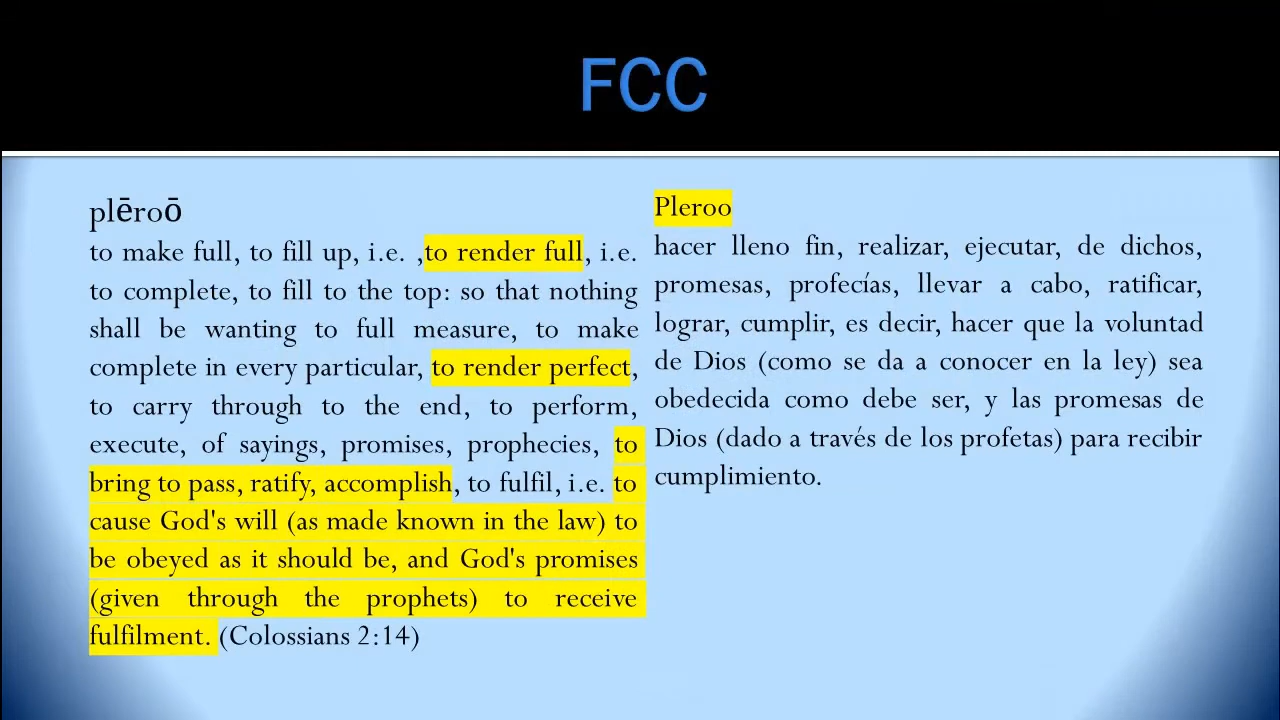 FCC
plēroō
to make full, to fill up, i.e. ,to render full, i.e.
to complete, to fill to the top: so that nothing
shall be wanting to full measure, to make
complete in every particular, to render perfect,
to carry through to the end, to perform,
execute, of sayings, promises, prophecies, to
bring to pass, ratify, accomplish, to fulfil, i.e. to
cause God's will (as made known in the law) to
be obeyed as it should be, and God's promises
(given through the prophets) to receive
fulfilment. (Colossians 2:14)
Pleroo
hacer lleno fin, realizar, ejecutar, de dichos,
promesas, profecías, llevar a cabo, ratificar,
lograr, cumplir, es decir, hacer que la voluntad
de Dios (como se da a conocer en la ley) sea
obedecida como debe ser, y las promesas de
Dios (dado a través de los profetas) para recibir
cumplimiento.